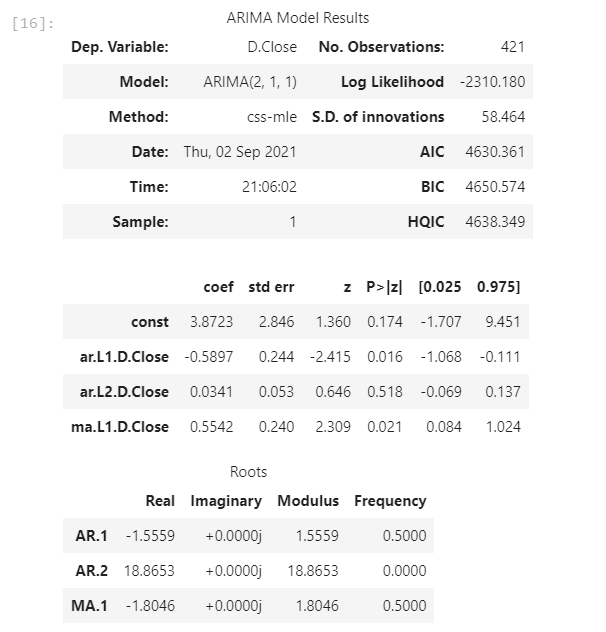 [16]:
ARIMA Model Results
Dep. Variable: D.Close No. Observations: 421
Model: ARIMA(2, 1, 1) Log Likelihood -2310.180
Method: css-mle S.D. of innovations 58.464
Date: Thu, 02 Sep 2021 AIC 4630.361
Time: 21:06:02 BIC 4650.574
Sample: 1 HQIC 4638.349
coef std err z P>|z| [0.025 0.975]
const 3.8723 2.846 1.360 0.174 -1.707 9.451
ar.L1.D.Close -0.5897 0.244 -2.415 0.016 -1.068 -0.111
ar.L2.D.Close 0.0341 0.053 0.646 0.518 -0.069 0.137
ma.L1.D.Close 0.5542 0.240 2.309 0.021 0.084 1.024
Roots
Real Imaginary Modulus Frequency
AR.1 -1.5559 +0.0000j 1.5559 0.5000
AR.2 18.8653 +0.0000j 18.8653 0.0000
MA.1 -1.8046 +0.0000j 1.8046 0.5000